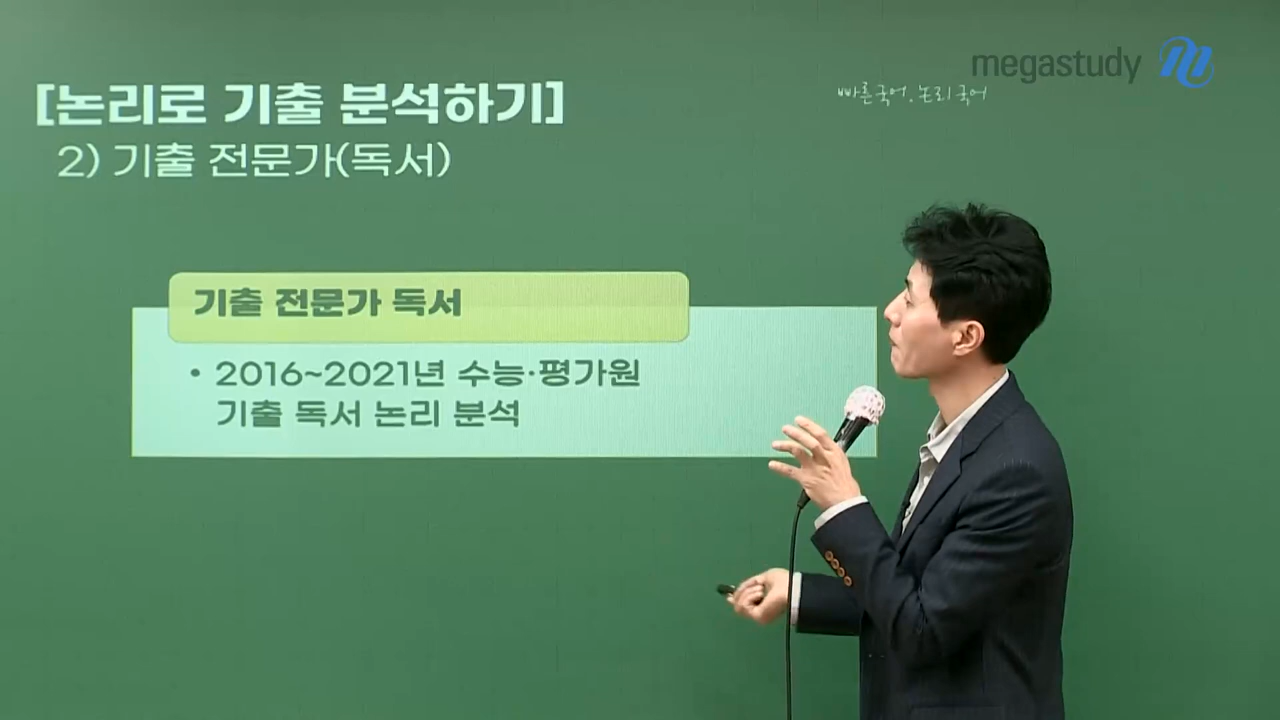 megastudy
빠른국어. 논리국어
[논리로 기출 분석하기]
2) 기출 전문가(독서)
기출 전문가 독서
• 2016~2021년 수능·평가원
기출 독서 논리 분석